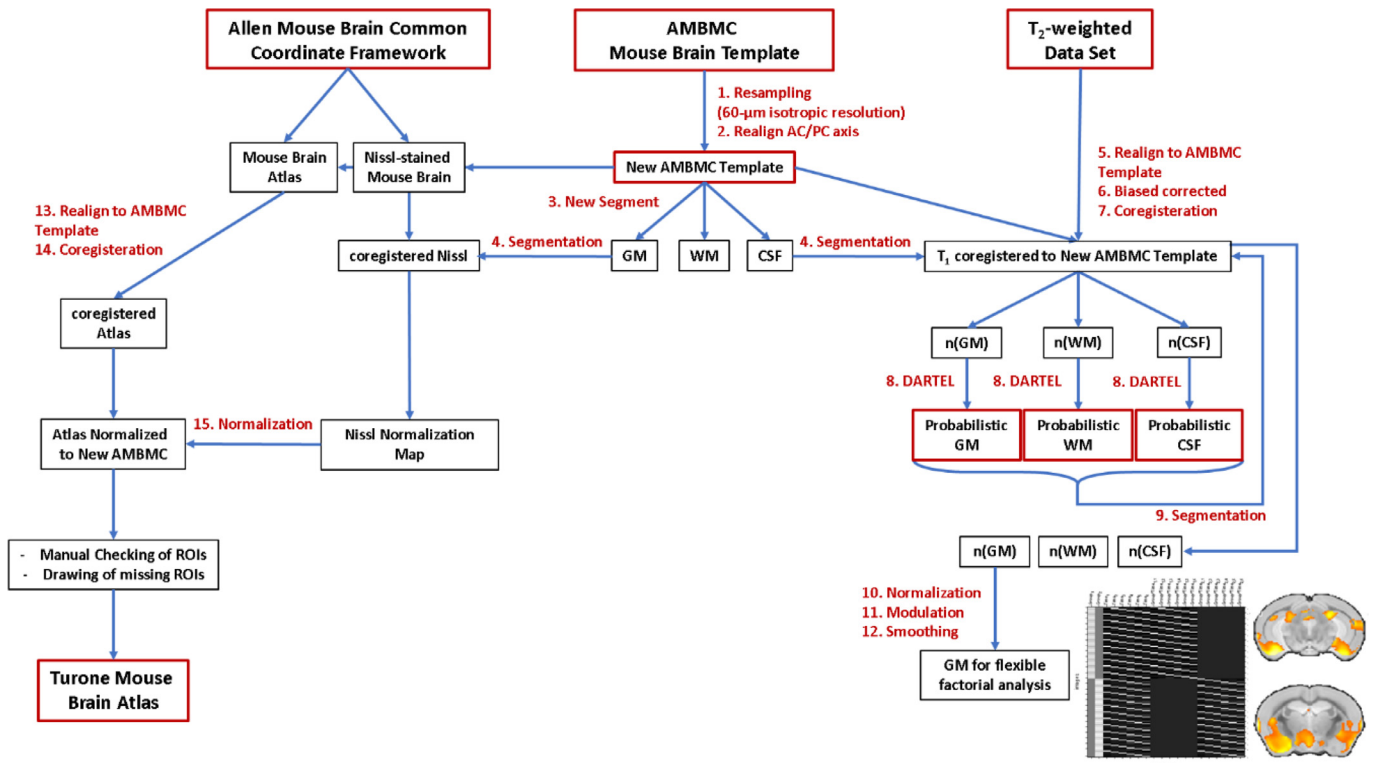 Allen Mouse Brain Common
Coordinate Framework
AMBMC
Mouse Brain Template
T2-weighted
Data Set
1. Resampling
(60-μm isotropic resolution)
2. Realign AC/PC axis
Mouse Brain
Atlas
Nissl-stained
Mouse Brain
New AMBMC Template
5. Realign to AMBMC
Template
6. Biased corrected
7. Coregisteration
3. New Segment
13. Realign to AMBMC
Template
14. Coregisteration
4. Segmentation
4. Segmentation
coregistered Nissl
GM
WM
CSF
T1 coregistered to New AMBMC Template
coregistered
Atlas
n(GM)
n(WM)
n(CSF)
8. DARTEL
8. DARTEL
8. DARTEL
15. Normalization
Atlas Normalized
to New AMBMC
Nissl Normalization
Map
Probabilistic
GM
Probabilistic
WM
Probabilistic
CSF
9. Segmentation
- Manual Checking of ROIs
- Drawing of missing ROIs
n(GM)
n(WM)
n(CSF)
10. Normalization
11. Modulation
12. Smoothing
GM for flexible
factorial analysis
Turone Mouse
Brain Atlas